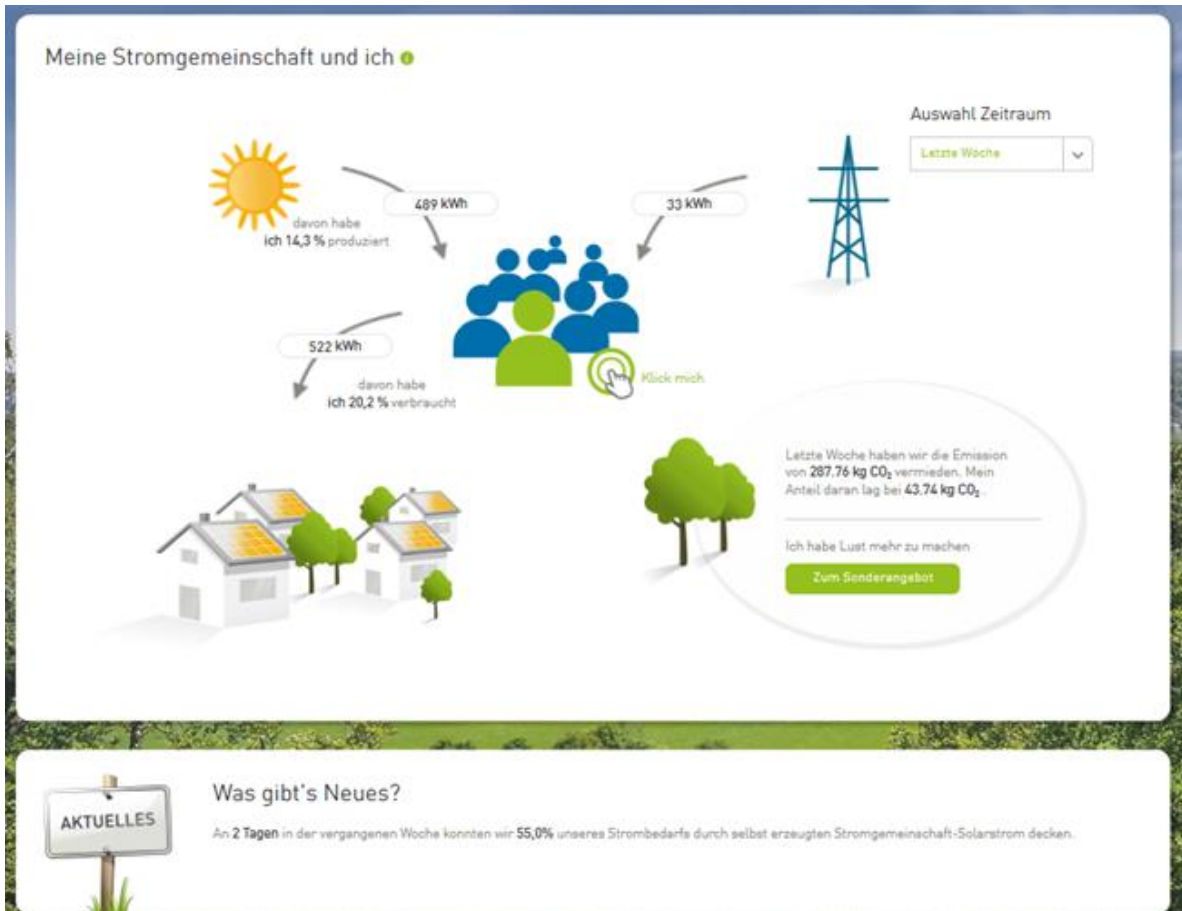 Meine Stromgemeinschaft und ich
Auswahl Zeitraum
Letzte Woche
489 kWh
33 kWh
davon habe
ich 14,3 % produziert
522 kWh
davon habe
ich 20,2 % verbraucht
Klick mich
Letzte Woche haben wir die Emission
von 287.76 kg CO₂ vermieden. Mein
Anteil daran lag bei 43.74 kg CO₂ .
Ich habe Lust mehr zu machen
Zum Sonderangebot
AKTUELLES
Was gibt's Neues?
An 2 Tagen in der vergangenen Woche konnten wir 55,0% unseres Strombedarfs durch selbst erzeugten Stromgemeinschaft-Solarstrom decken.